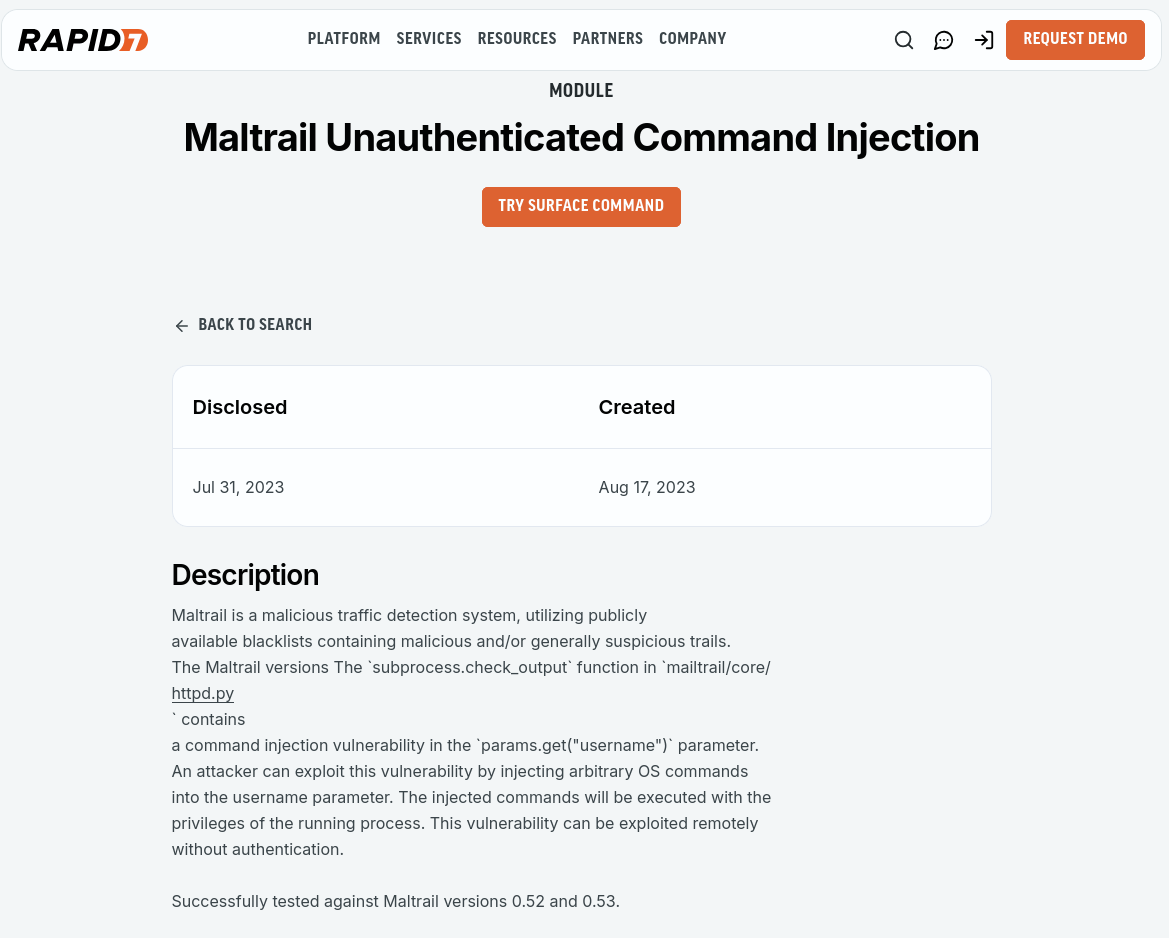 RAPID7
PLATFORM SERVICES RESOURCES PARTNERS COMPANY
REQUEST DEMO
MODULE
Maltrail Unauthenticated Command Injection
TRY SURFACE COMMAND
BACK TO SEARCH
Disclosed Created
Jul 31, 2023 Aug 17, 2023
Description
Maltrail is a malicious traffic detection system, utilizing publicly
available blacklists containing malicious and/or generally suspicious trails.
The Maltrail versions The `subprocess.check_output` function in `mailtrail/core/
httpd.py
` contains
a command injection vulnerability in the `params.get("username")` parameter.
An attacker can exploit this vulnerability by injecting arbitrary OS commands
into the username parameter. The injected commands will be executed with the
privileges of the running process. This vulnerability can be exploited remotely
without authentication.
Successfully tested against Maltrail versions 0.52 and 0.53.